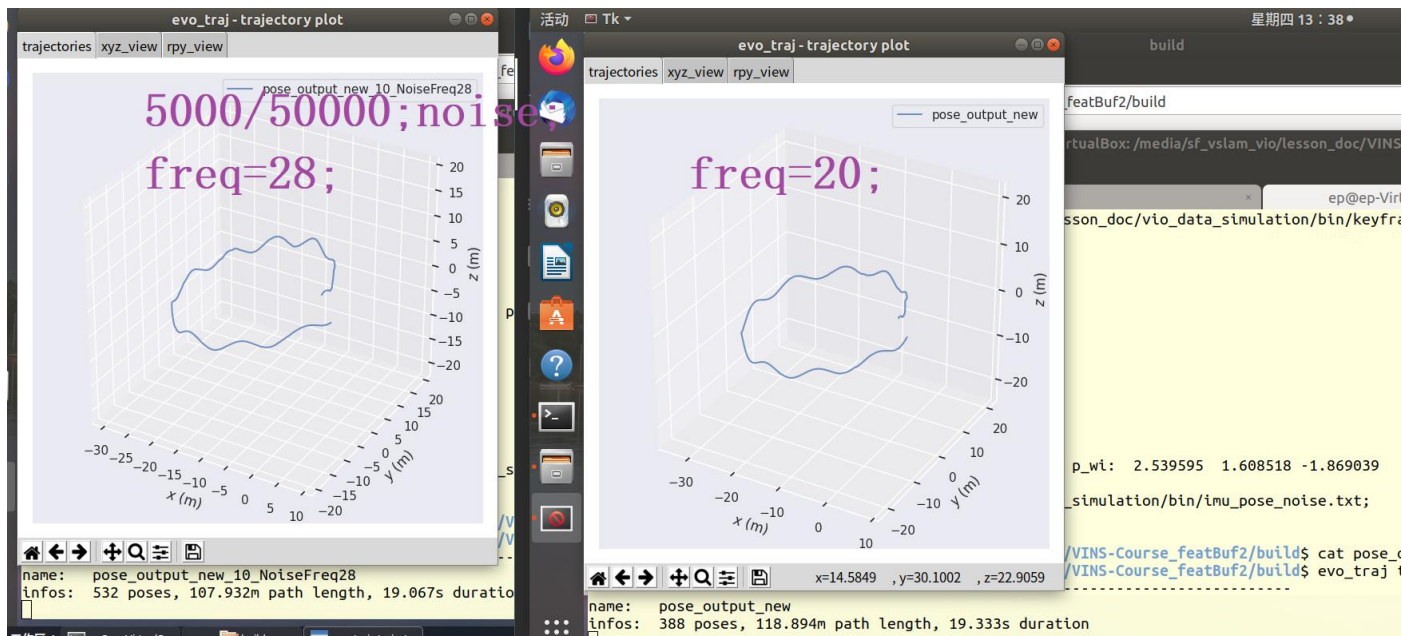 evo_traj - trajectory plot
trajectories xyz_view rpy_view
pose_output_new_10_NoiseFreq28
5000/50000;noise;
freq=28;
20
15
10
5
0
−5
−10
−15
−20
z (m)
20
15
10
5
0
−5
−10
−15
−20
y (m)
−30
−25
−20
−15
−10
−5
0
5
10
x (m)
name: pose_output_new_10_NoiseFreq28
infos: 532 poses, 107.932m path length, 19.067s duratio
活动 Tk
星期四 13：38
build
evo_traj - trajectory plot
trajectories xyz_view rpy_view
pose_output_new
freq=20;
20
10
0
−10
−20
z (m)
20
10
0
−10
−20
y (m)
−30
−20
−10
0
10
x (m)
x=14.5849 , y=30.1002 , z=22.9059
name: pose_output_new
infos: 388 poses, 118.894m path length, 19.333s duration
_featBuf2/build
rtualBox: /media/sf_vslam_vio/lesson_doc/VINS
ep@ep-Virt
sson_doc/vio_data_simulation/bin/keyfra
p_wi: 2.539595 1.608518 -1.869039
_simulation/bin/imu_pose_noise.txt;
/VINS-Course_featBuf2/build$ cat pose_o
/VINS-Course_featBuf2/build$ evo_traj t
-------------------------